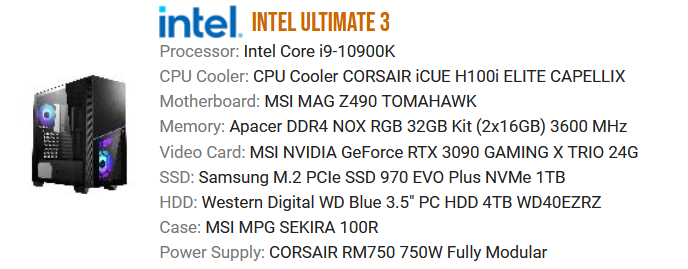 intel. INTEL ULTIMATE 3
Processor: Intel Core i9-10900K
CPU Cooler: CPU Cooler CORSAIR iCUE H100i ELITE CAPELLIX
Motherboard: MSI MAG Z490 TOMAHAWK
Memory: Apacer DDR4 NOX RGB 32GB Kit (2x16GB) 3600 MHz
Video Card: MSI NVIDIA GeForce RTX 3090 GAMING X TRIO 24G
SSD: Samsung M.2 PCIe SSD 970 EVO Plus NVMe 1TB
HDD: Western Digital WD Blue 3.5" PC HDD 4TB WD40EZRZ
Case: MSI MPG SEKIRA 100R
Power Supply: CORSAIR RM750 750W Fully Modular